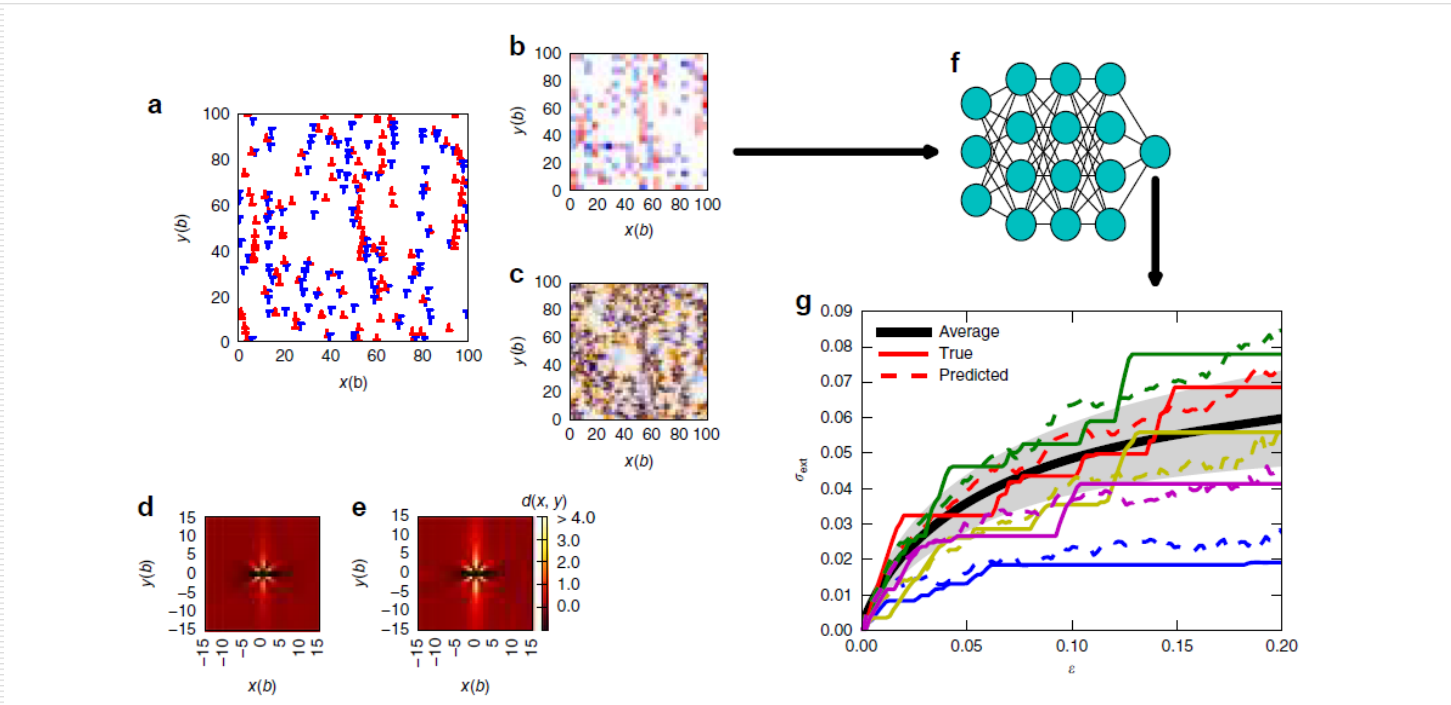 a
100
80
60
40
20
0
y(b)
0 20 40 60 80 100
x(b)
b
100
80
60
40
20
0
y(b)
0 20 40 60 80 100
x(b)
c
100
80
60
40
20
0
y(b)
0 20 40 60 80 100
x(b)
d
15
10
5
0
−5
−10
−15
y(b)
−15 −10 −5 0 5 10 15
x(b)
e
15
10
5
0
−5
−10
−15
y(b)
−15 −10 −5 0 5 10 15
x(b)
d(x, y)
> 4.0
3.0
2.0
1.0
0.0
f
g
0.09
0.08
0.07
0.06
0.05
0.04
0.03
0.02
0.01
0.00
σext
Average
True
Predicted
0.00 0.05 0.10 0.15 0.20
ε